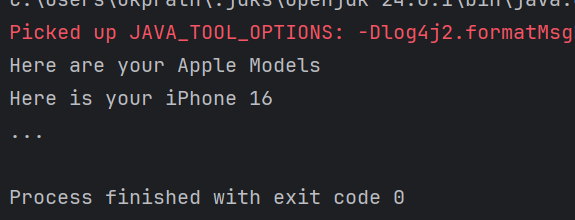 Picked up JAVA_TOOL_OPTIONS: -Dlog4j2.formatMsg
Here are your Apple Models
Here is your iPhone 16
...
Process finished with exit code 0